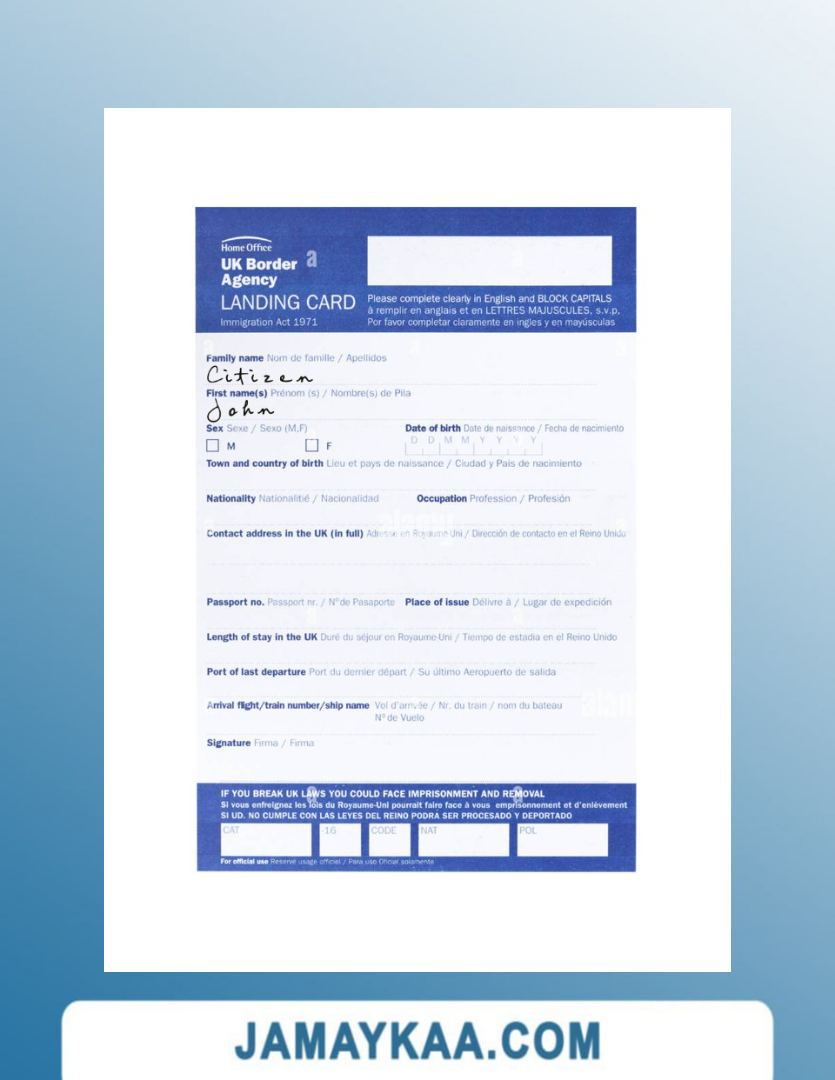 Home Office
UK Border
Agency
LANDING CARD
Immigration Act 1971
Please complete clearly in English and BLOCK CAPITALS
à remplir en anglais et en LETTRES MAJUSCULES, s.v.p,
Por favor completar claramente en ingles y en mayúsculas
Family name Nom de famille / Apellidos
Citizen
First name(s) Prénom (s) / Nombre(s) de Pila
John
Sex Sexe / Sexo (M,F)
Date of birth Date de naissance / Fecha de nacimiento
M F
D D M M Y Y Y Y
Town and country of birth Lieu et pays de naissance / Ciudad y Pais de nacimiento
Nationality Nationalitié / Nacionalidad
Occupation Profession / Profesión
alamy
Contact address in the UK (in full) Adresse en Royaume-Uni / Dirección de contacto en el Reino Unido
Passport no. Passport nr. / Nº de Pasaporte
Place of issue Délivre à / Lugar de expedición
Length of stay in the UK Duré du séjour en Royaume-Uni / Tiempo de estadia en el Reino Unido
Port of last departure Port du dernier départ / Su último Aeropuerto de salida
Arrival flight/train number/ship name Vol d'arrivée / Nr. du train / nom du bateau
Nº de Vuelo
Signature Firma / Firma
IF YOU BREAK UK LAWS YOU COULD FACE IMPRISONMENT AND REMOVAL
Si vous enfreignez les lois du Royaume-Uni pourrait faire face à vous emprisonnement et d'enlèvement
SI UD. NO CUMPLE CON LAS LEYES DEL REINO PODRA SER PROCESADO Y DEPORTADO
CAT 16 CODE NAT POL
For official use Reservé usage officiel / Para uso Oficial solamente
JAMAYKAA.COM